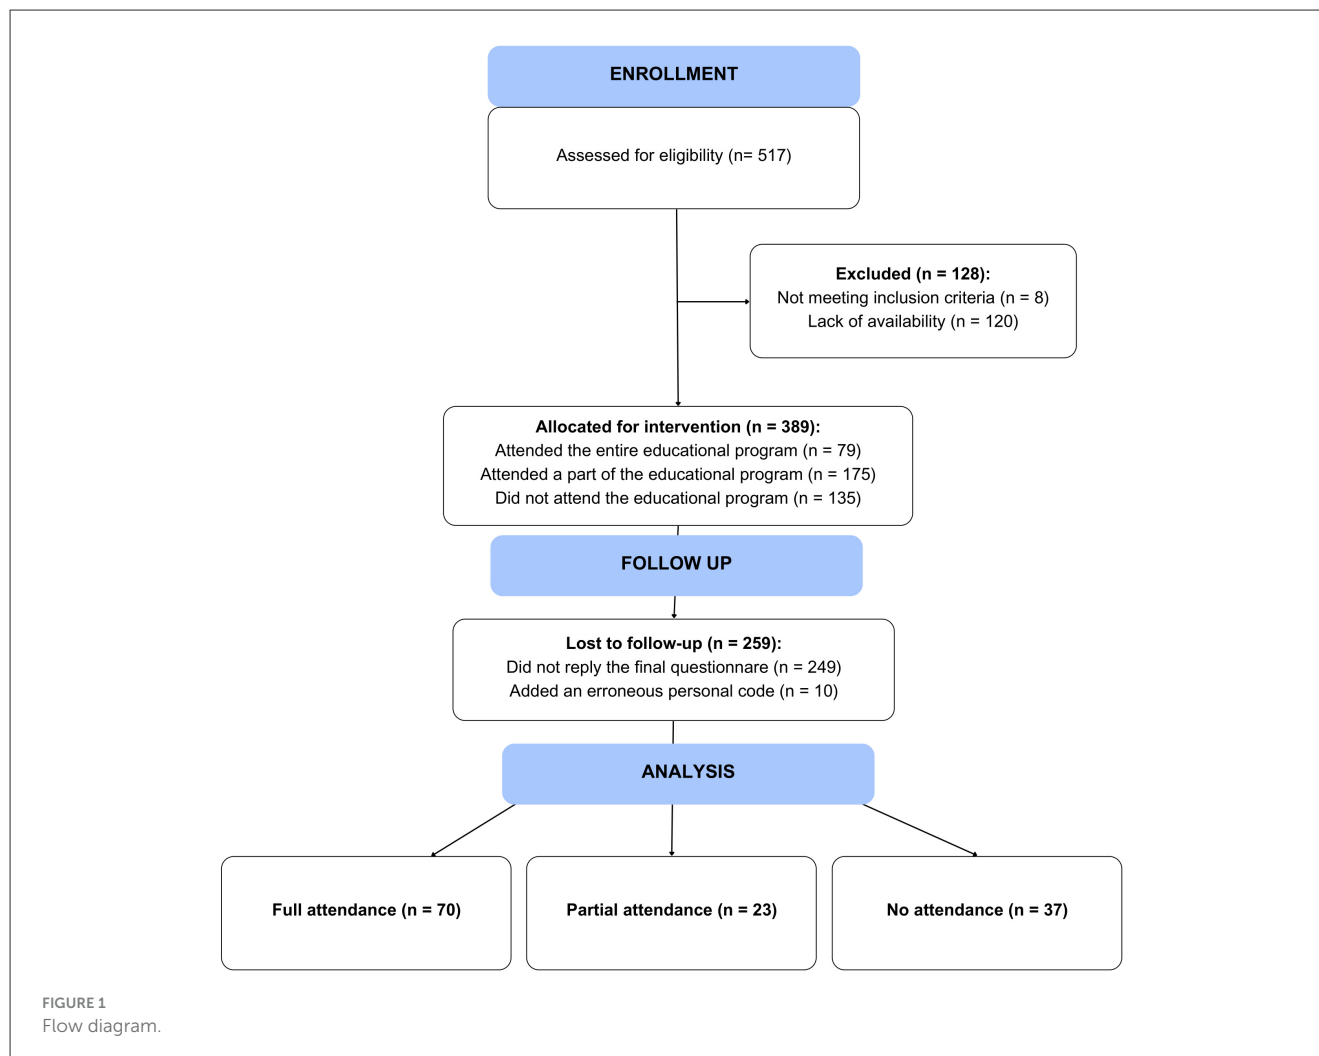 ENROLLMENT
Assessed for eligibility (n= 517)
Excluded (n = 128):
Not meeting inclusion criteria (n = 8)
Lack of availability (n = 120)
Allocated for intervention (n = 389):
Attended the entire educational program (n = 79)
Attended a part of the educational program (n = 175)
Did not attend the educational program (n = 135)
FOLLOW UP
Lost to follow-up (n = 259):
Did not reply the final questionnare (n = 249)
Added an erroneous personal code (n = 10)
ANALYSIS
Full attendance (n = 70)
Partial attendance (n = 23)
No attendance (n = 37)
FIGURE 1
Flow diagram.